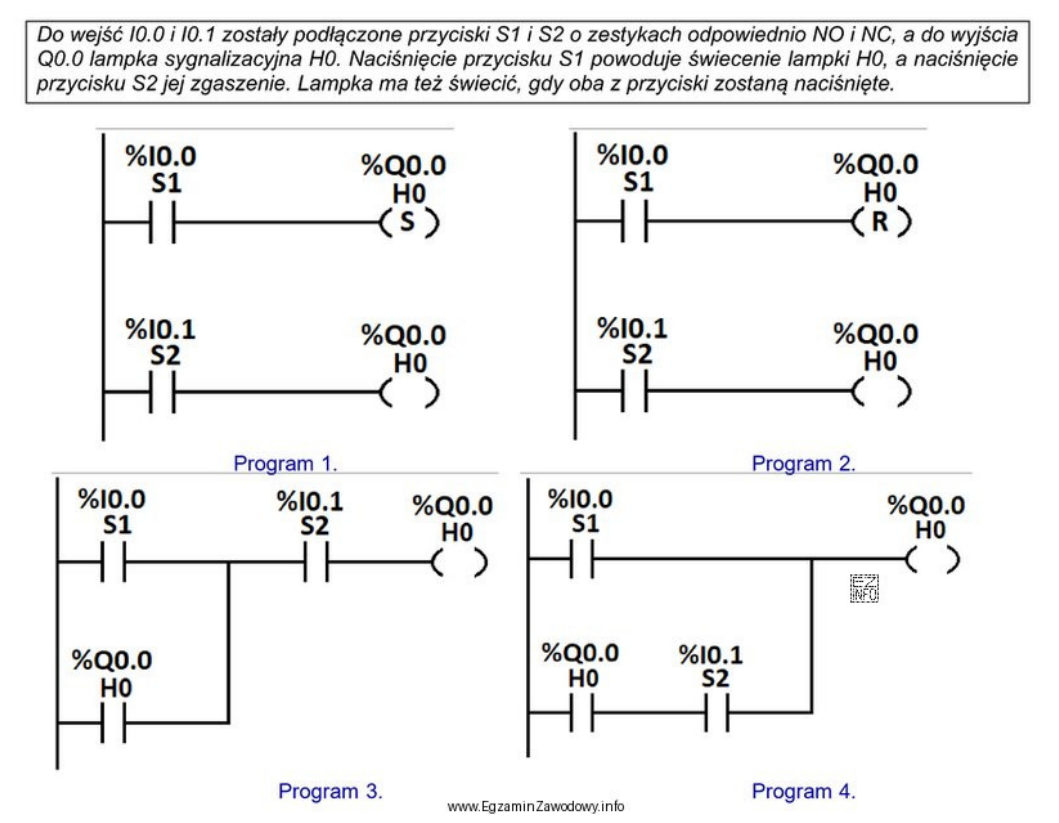 Do wejść I0.0 i I0.1 zostały podłączone przyciski S1 i S2 o zestykach odpowiednio NO i NC, a do wyjścia
Q0.0 lampka sygnalizacyjna H0. Naciśnięcie przycisku S1 powoduje świecenie lampki H0, a naciśnięcie
przycisku S2 jej zgaszenie. Lampka ma też świecić, gdy oba z przyciski zostaną naciśnięte.
%I0.0
S1
%Q0.0
H0
S
%I0.1
S2
%Q0.0
H0
Program 1.
%I0.0
S1
%Q0.0
H0
R
%I0.1
S2
%Q0.0
H0
Program 2.
%I0.0
S1
%I0.1
S2
%Q0.0
H0
%Q0.0
H0
Program 3.
%I0.0
S1
%Q0.0
H0
EZ
INFO
%Q0.0
H0
%I0.1
S2
Program 4.
www.EgzaminZawodowy.info